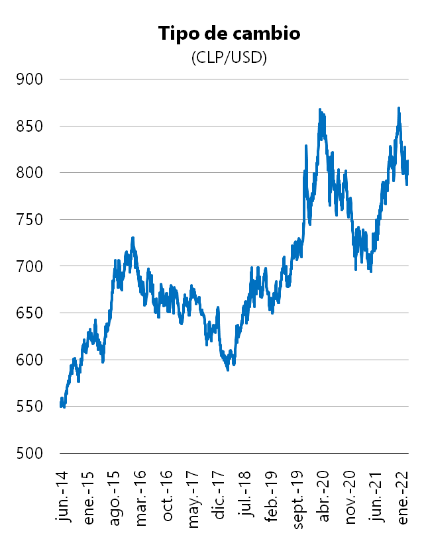 Tipo de cambio
(CLP/USD)
900
850
800
750
700
650
600
550
500
jun.-14
ene.-15
ago.-15
mar.-16
oct.-16
may.-17
dic.-17
jul.-18
feb.-19
sept.-19
abr.-20
nov.-20
jun.-21
ene.-22